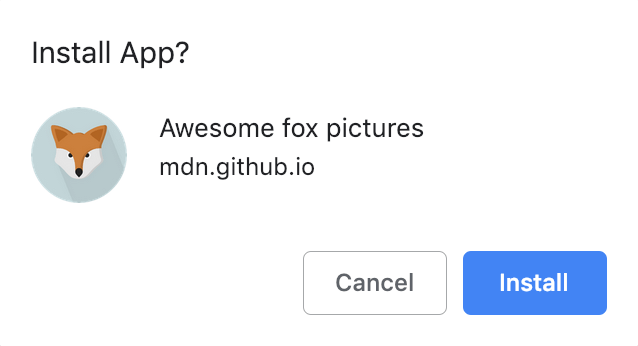 Install App?
Awesome fox pictures
mdn.github.io
Cancel
Install